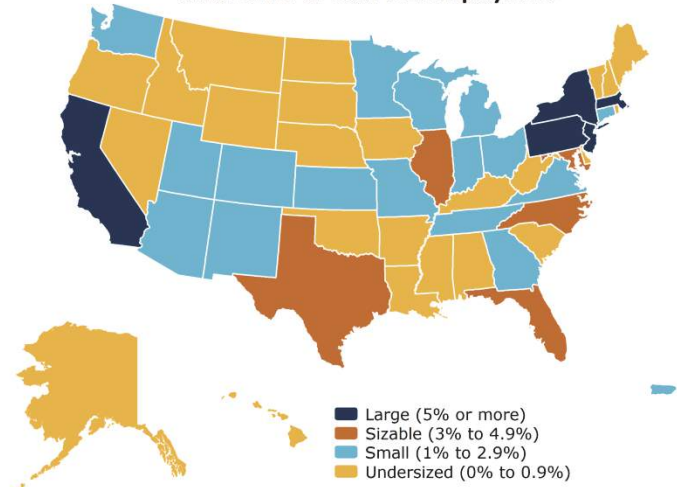 Large (5% or more)
Sizable (3% to 4.9%)
Small (1% to 2.9%)
Undersized (0% to 0.9%)